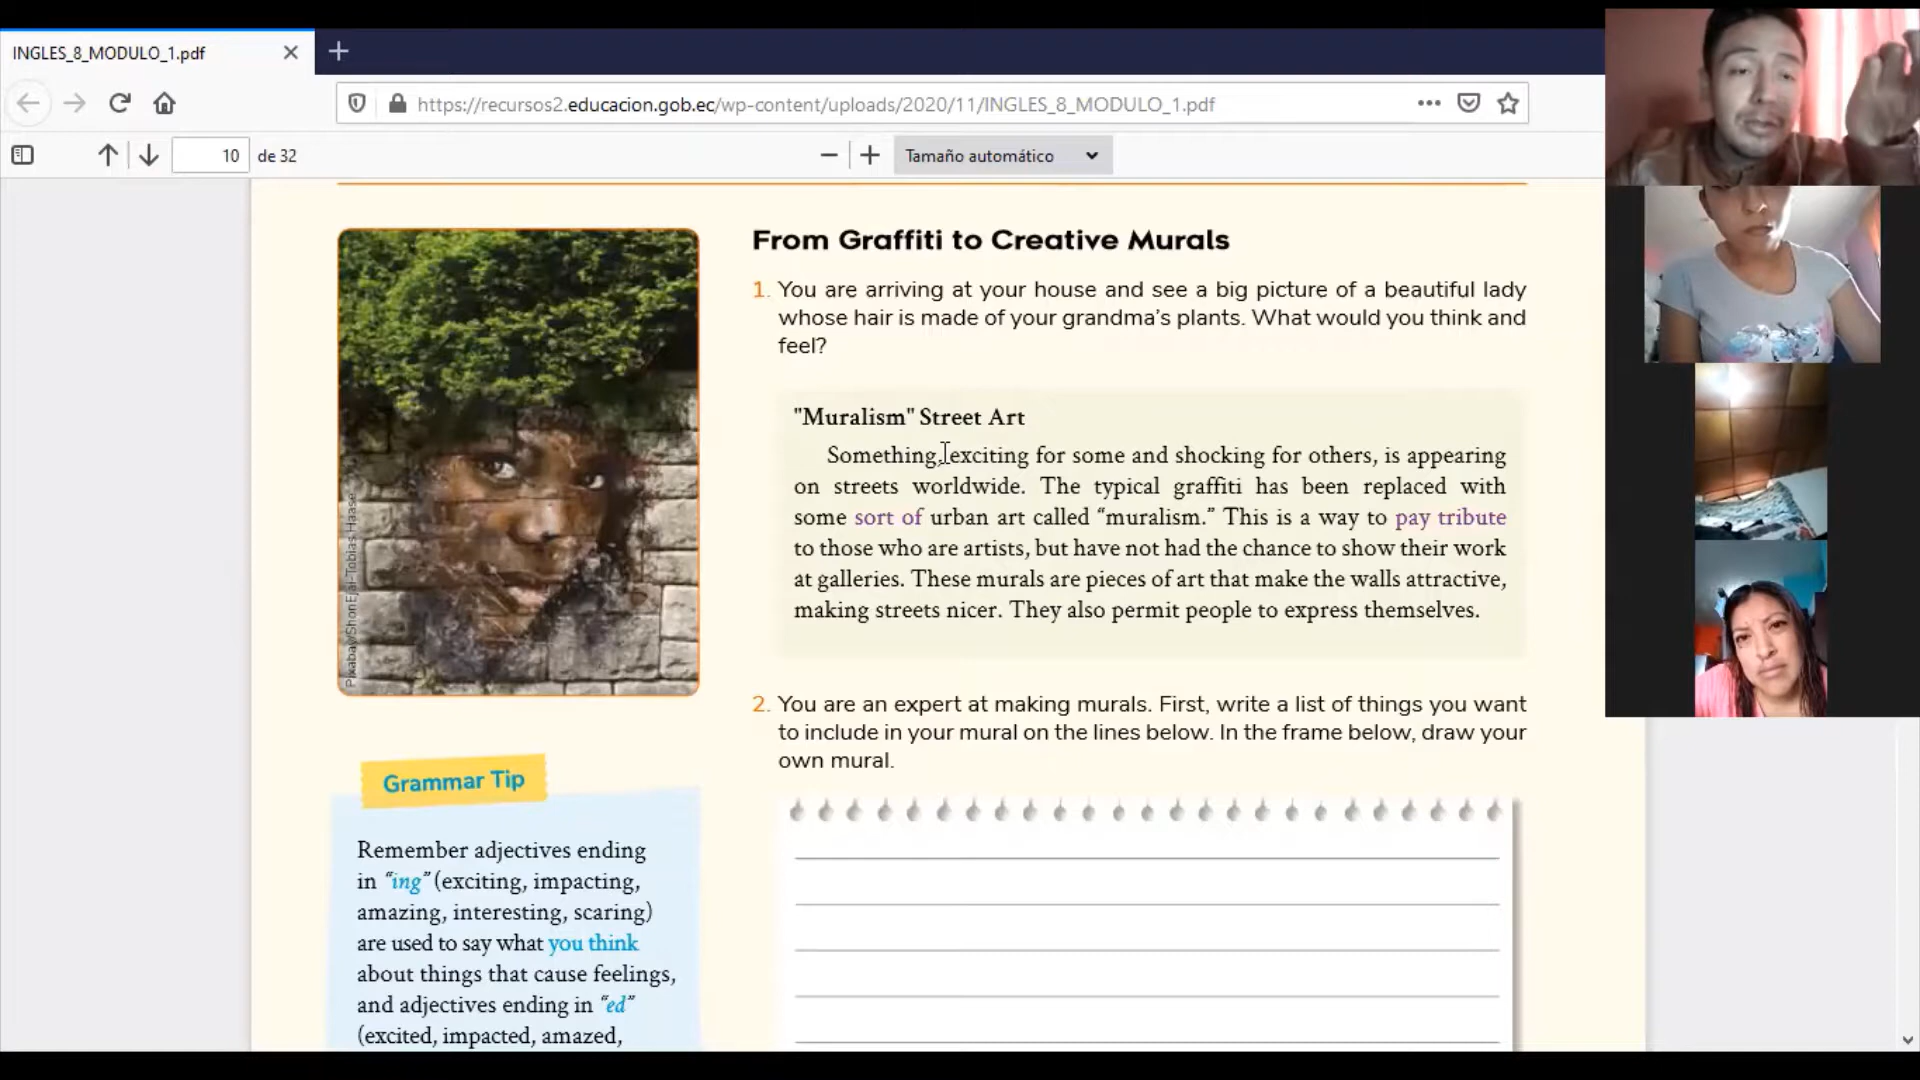 INGLES_8_MODULO_1.pdf
https://recursos2.educacion.gob.ec/wp-content/uploads/2020/11/INGLES_8_MODULO_1.pdf
10 de 32
Tamaño automático
From Graffiti to Creative Murals
1. You are arriving at your house and see a big picture of a beautiful lady
whose hair is made of your grandma's plants. What would you think and
feel?
"Muralism" Street Art
Something, exciting for some and shocking for others, is appearing
on streets worldwide. The typical graffiti has been replaced with
some sort of urban art called “muralism.” This is a way to pay tribute
to those who are artists, but have not had the chance to show their work
at galleries. These murals are pieces of art that make the walls attractive,
making streets nicer. They also permit people to express themselves.
Pixabay/ShonEjai-Tobias Haase
2. You are an expert at making murals. First, write a list of things you want
to include in your mural on the lines below. In the frame below, draw your
own mural.
Grammar Tip
Remember adjectives ending
in “ing” (exciting, impacting,
amazing, interesting, scaring)
are used to say what you think
about things that cause feelings,
and adjectives ending in “ed”
(excited, impacted, amazed,